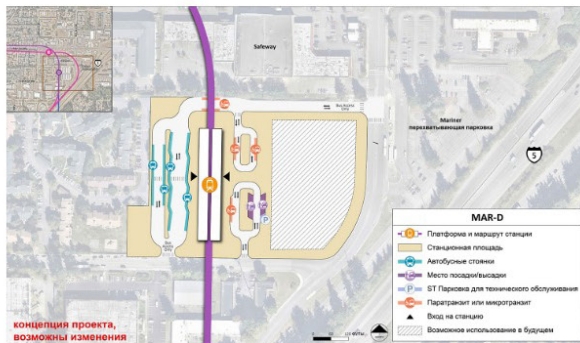 Safeway
Mariner
перехватывающая парковка
5
P
MAR-D
Платформа и маршрут станции
Станционная площадь
Автобусные стоянки
Место посадки/высадки
P ST Парковка для технического обслуживания
Паратранзит или микротранзит
Вход на станцию
Возможное использование в будущем
концепция проекта,
возможны изменения